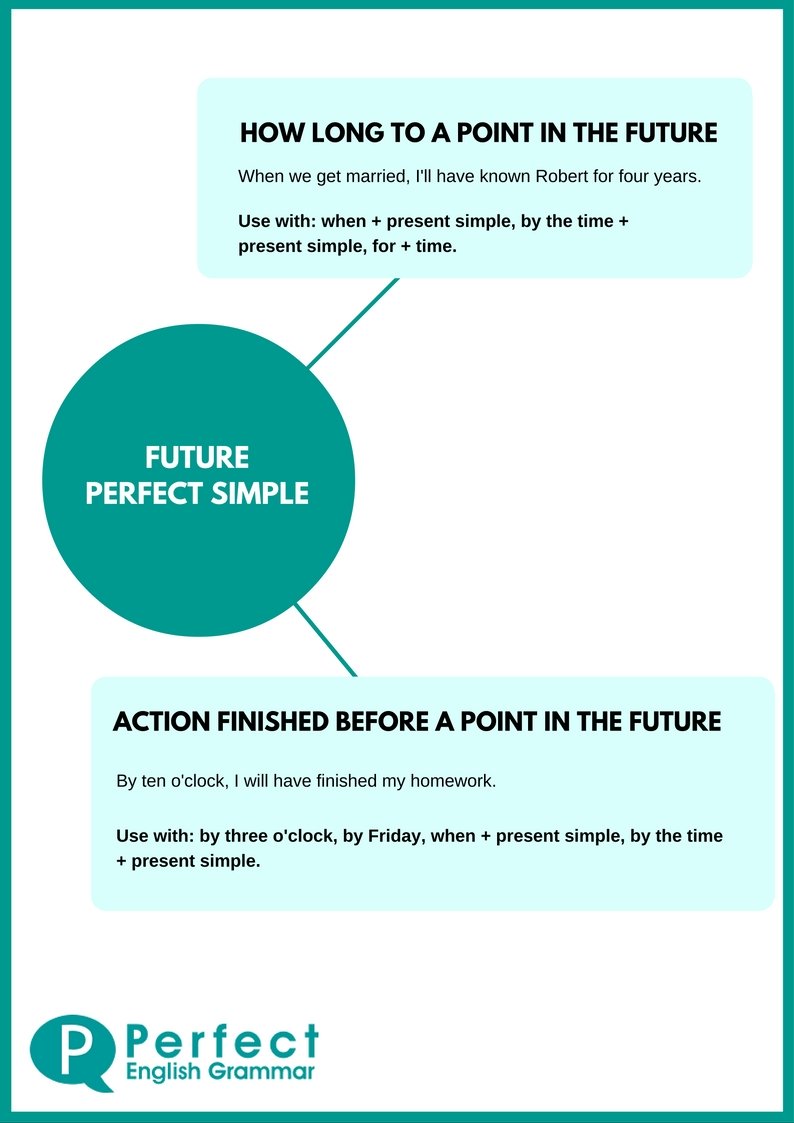 HOW LONG TO A POINT IN THE FUTURE
When we get married, I'll have known Robert for four years.
Use with: when + present simple, by the time +
present simple, for + time.
FUTURE
PERFECT SIMPLE
ACTION FINISHED BEFORE A POINT IN THE FUTURE
By ten o'clock, I will have finished my homework.
Use with: by three o'clock, by Friday, when + present simple, by the time
+ present simple.
P
Perfect
English Grammar